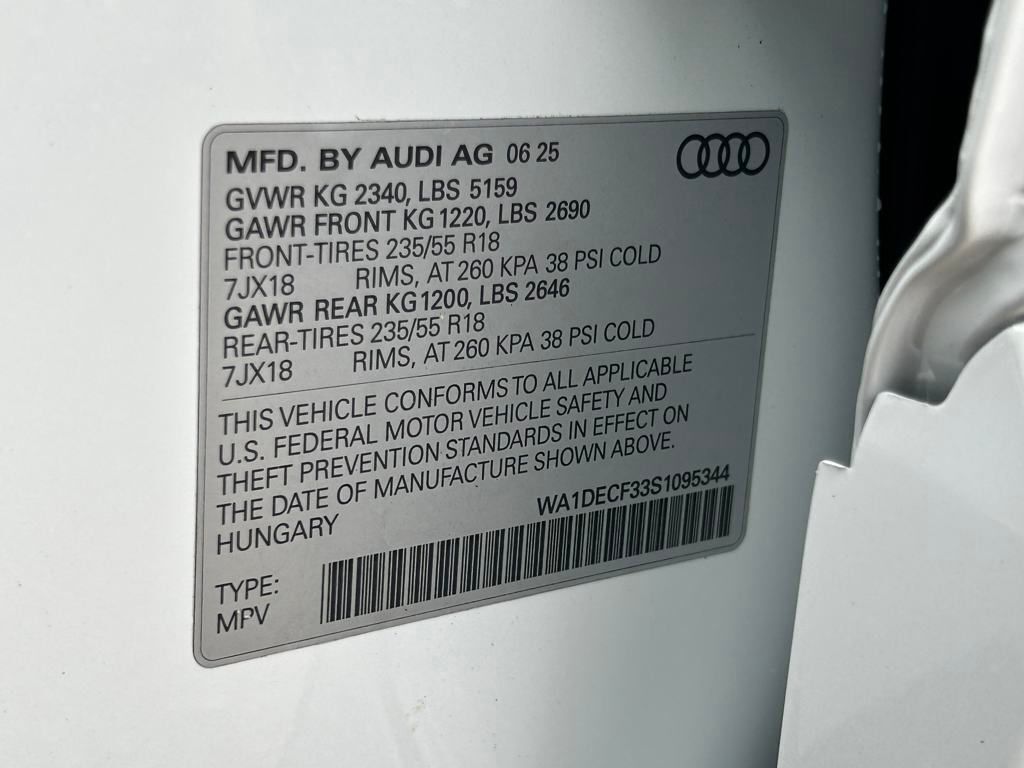 MFD. BY AUDI AG 06 25
GVWR KG 2340, LBS 5159
GAWR FRONT KG 1220, LBS 2690
FRONT-TIRES 235/55 R18
7JX18 RIMS, AT 260 KPA 38 PSI COLD
GAWR REAR KG1200, LBS 2646
REAR-TIRES 235/55 R18
7JX18 RIMS, AT 260 KPA 38 PSI COLD
THIS VEHICLE CONFORMS TO ALL APPLICABLE
U.S. FEDERAL MOTOR VEHICLE SAFETY AND
THEFT PREVENTION STANDARDS IN EFFECT ON
THE DATE OF MANUFACTURE SHOWN ABOVE.
HUNGARY WA1DECF33S1095344
TYPE:
MPV